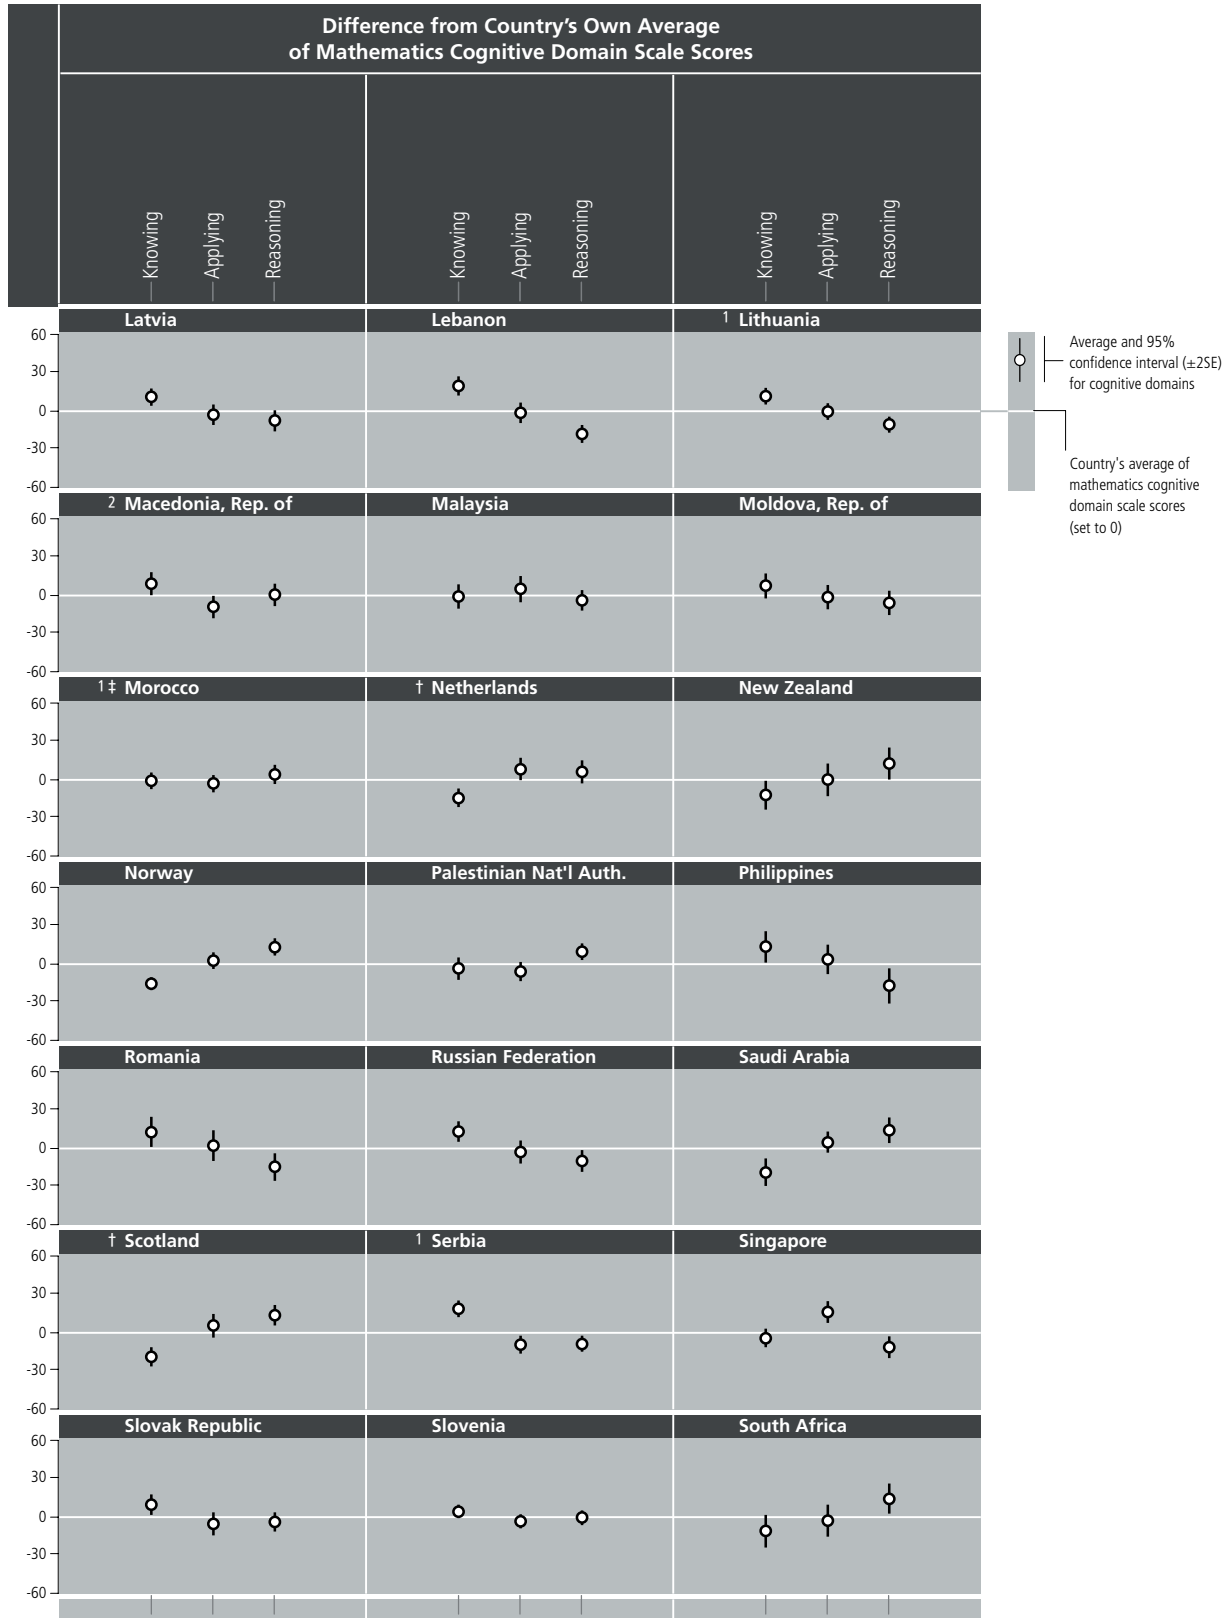 Difference from Country's Own Average
of Mathematics Cognitive Domain Scale Scores
Knowing
Applying
Reasoning
Knowing
Applying
Reasoning
Knowing
Applying
Reasoning
Latvia
Lebanon
1 Lithuania
60
30
0
-30
-60
Average and 95%
confidence interval (±2SE)
for cognitive domains
Country's average of
mathematics cognitive
domain scale scores
(set to 0)
2 Macedonia, Rep. of
Malaysia
Moldova, Rep. of
60
30
0
-30
-60
1 ‡ Morocco
† Netherlands
New Zealand
60
30
0
-30
-60
Norway
Palestinian Nat'l Auth.
Philippines
60
30
0
-30
-60
Romania
Russian Federation
Saudi Arabia
60
30
0
-30
-60
† Scotland
1 Serbia
Singapore
60
30
0
-30
-60
Slovak Republic
Slovenia
South Africa
60
30
0
-30
-60